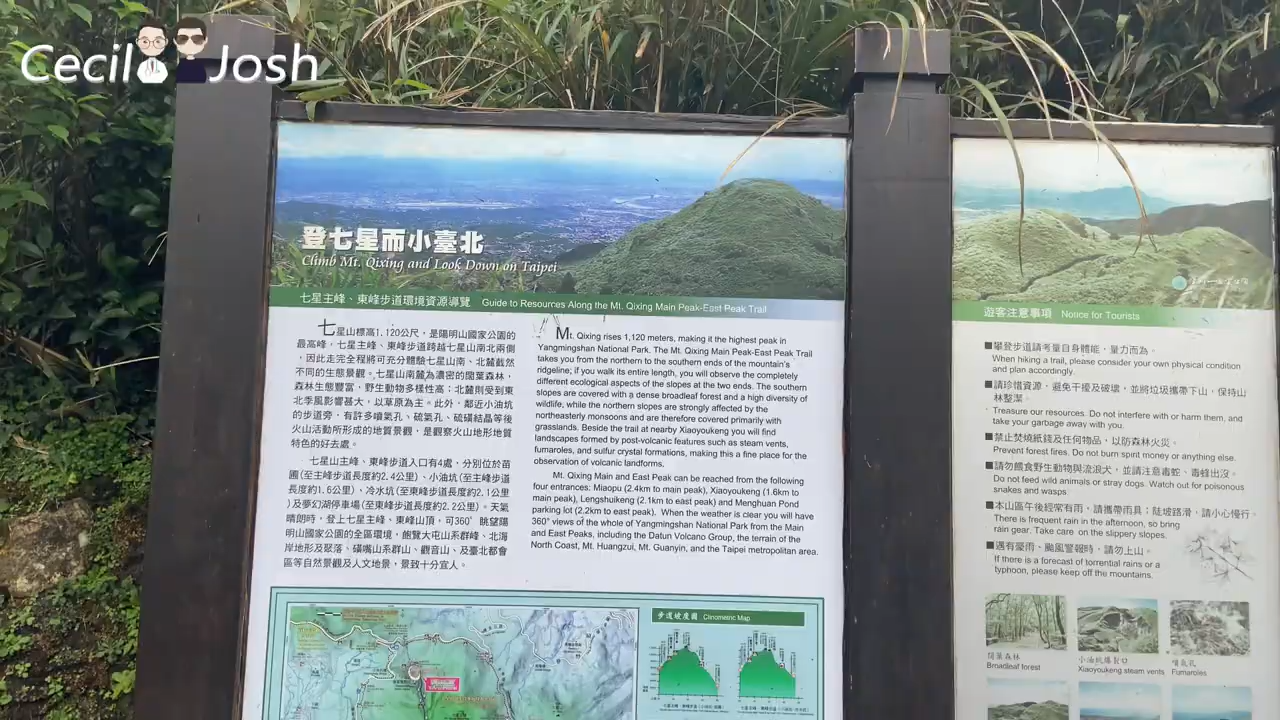 Cecil Josh
登七星而小臺北
Climb Mt. Qixing and Look Down on Taipei
七星主峰、東峰步道環境資源導覽 Guide to Resources Along the Mt. Qixing Main Peak-East Peak Trail
七星山標高1,120公尺，是陽明山國家公園的
最高峰，七星主峰、東峰步道跨越七星山南北兩側
，因此走完全程將可充分體驗七星山南、北麓截然
不同的生態景觀。七星山南麓為濃密的闊葉森林，
森林生態豐富，野生動物多樣性高；北麓則受到東
北季風影響甚大，以草原為主。此外，鄰近小油坑
的步道旁，有許多噴氣孔、硫氣孔、硫磺結晶等後
火山活動所形成的地質景觀，是觀察火山地形地質
特色的好去處。
七星山主峰、東峰步道入口有4處，分別位於苗
圃(至主峰步道長度約2.4公里)、小油坑(至主峰步道
長度約1.6公里)，冷水坑(至東峰步道長度約2.1公里
)及夢幻湖停車場(至東峰步道長度約2.2公里)。天氣
晴朗時，登上七星主峰、東峰山頂，可360°眺望陽
明山國家公園的全區環境，飽覽大屯山系群峰、北海
岸地形及聚落、磺嘴山系群山、觀音山、及臺北都會
區等自然景觀及人文地景，景致十分宜人。
Mt. Qixing rises 1,120 meters, making it the highest peak in
Yangmingshan National Park. The Mt. Qixing Main Peak-East Peak Trail
takes you from the northern to the southern ends of the mountain's
ridgeline; if you walk its entire length, you will observe the completely
different ecological aspects of the slopes at the two ends. The southern
slopes are covered with a dense broadleaf forest and a high diversity of
wildlife, while the northern slopes are strongly affected by the
northeasterly monsoons and are therefore covered primarily with
grasslands. Beside the trail at nearby Xiaoyoukeng you will find
landscapes formed by post-volcanic features such as steam vents,
fumaroles, and sulfur crystal formations, making this a fine place for the
observation of volcanic landforms.
Mt. Qixing Main and East Peak can be reached from the following
four entrances: Miaopu (2.4km to main peak), Xiaoyoukeng (1.6km to
main peak), Lengshuikeng (2.1km to east peak) and Menghuan Pond
parking lot (2.2km to east peak). When the weather is clear you will have
360° views of the whole of Yangmingshan National Park from the Main
and East Peaks, including the Datun Volcano Group, the terrain of the
North Coast, Mt. Huangzui, Mt. Guanyin, and the Taipei metropolitan area.
步道坡度圖 Clinometric Map
遊客注意事項 Notice for Tourists
■攀登步道請考量自身體能，量力而為。
When hiking a trail, please consider your own physical condition
and plan accordingly.
■請珍惜資源，避免干擾及破壞，並將垃圾攜帶下山，保持山
林整潔。
Treasure our resources. Do not interfere with or harm them, and
take your garbage away with you.
■禁止焚燒紙錢及任何物品，以防森林火災。
Prevent forest fires. Do not burn spirit money or anything else.
■請勿餵食野生動物與流浪犬，並請注意毒蛇、毒蜂出沒。
Do not feed wild animals or stray dogs. Watch out for poisonous
snakes and wasps.
■本山區午後經常有雨，請攜帶雨具；陡坡路滑，請小心慢行。
There is frequent rain in the afternoon, so bring
rain gear. Take care on the slippery slopes.
■遇有豪雨、颱風警報時，請勿上山。
If there is a forecast of torrential rains or a
typhoon, please keep off the mountains.
闊葉森林
Broadleaf forest
小油坑爆裂口
Xiaoyoukeng steam vents
噴氣孔
Fumaroles